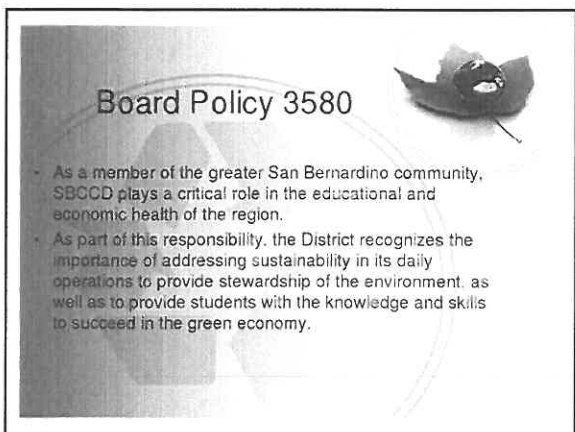 Board Policy 3580
• As a member of the greater San Bernardino community,
SBCCD plays a critical role in the educational and
economic health of the region.
• As part of this responsibility, the District recognizes the
importance of addressing sustainability in its daily
operations to provide stewardship of the environment, as
well as to provide students with the knowledge and skills
to succeed in the green economy.